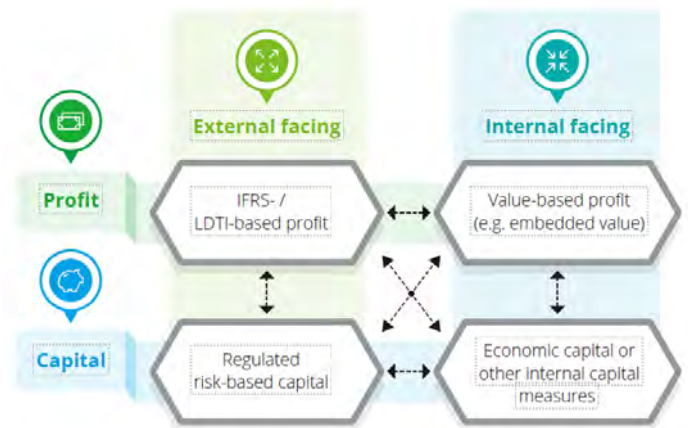 External facing
Internal facing
Profit
IFRS- /
LDTI-based profit
Value-based profit
(e.g. embedded value)
Capital
Regulated
risk-based capital
Economic capital or
other internal capital
measures